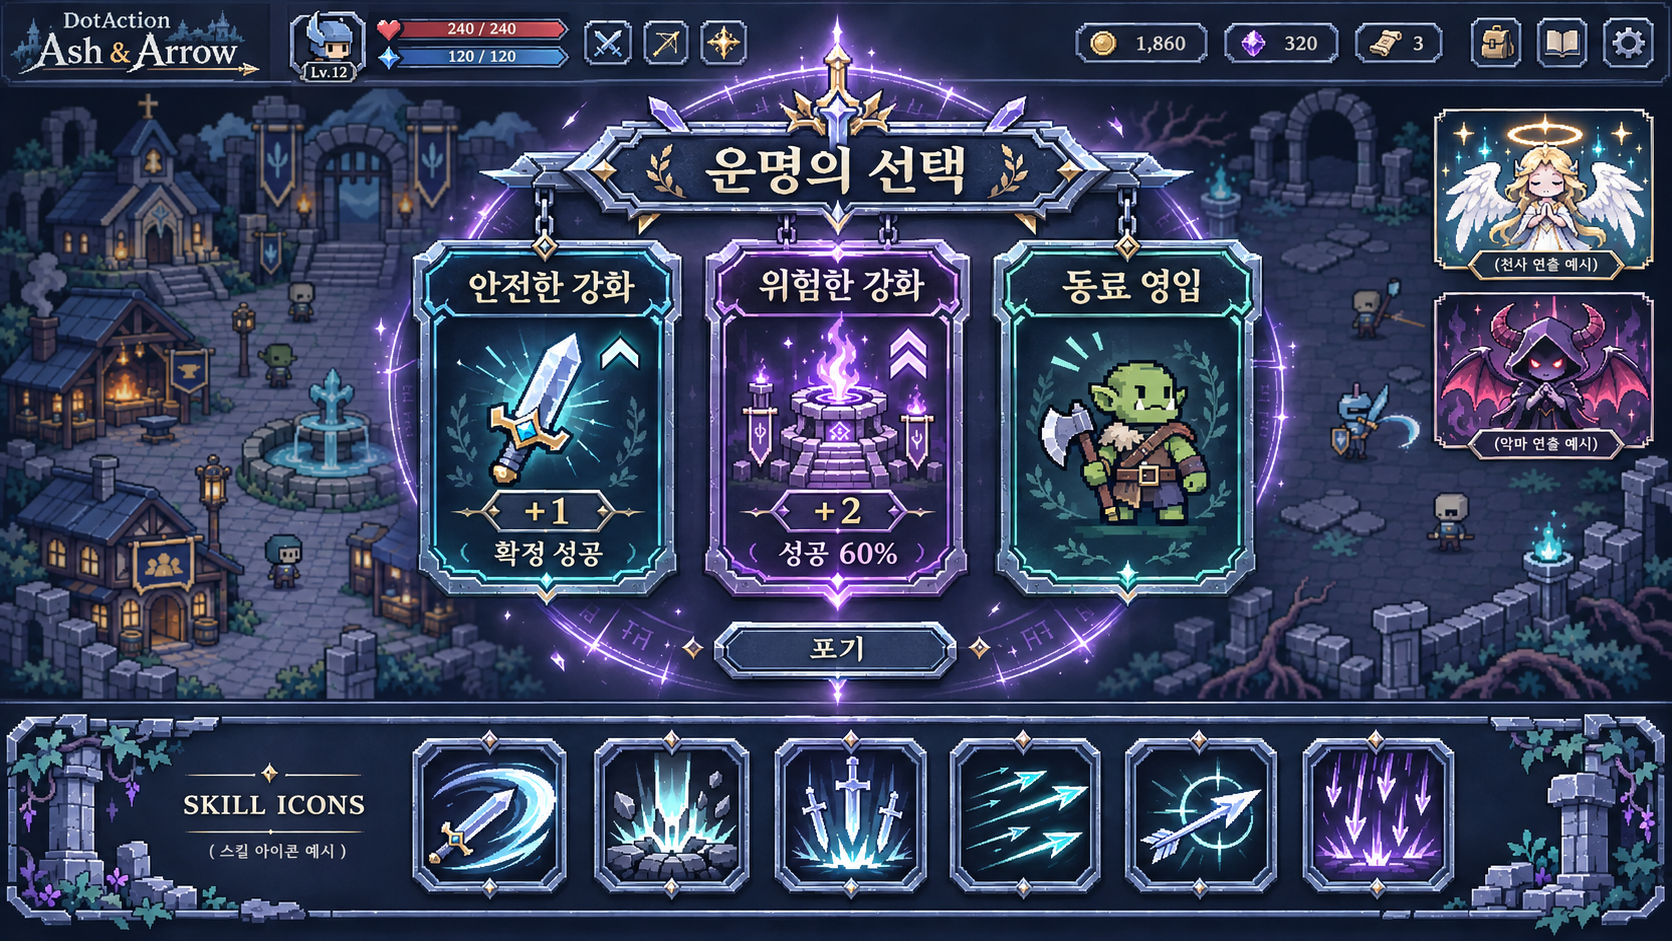 DotAction
Ash & Arrow
Lv.12
240 / 240
120 / 120
1,860
320
3
운명의 선택
안전한 강화
+1
확정 성공
위험한 강화
+2
성공 60%
동료 영입
포기
(천사 연출 예시)
(악마 연출 예시)
SKILL ICONS
( 스킬 아이콘 예시 )